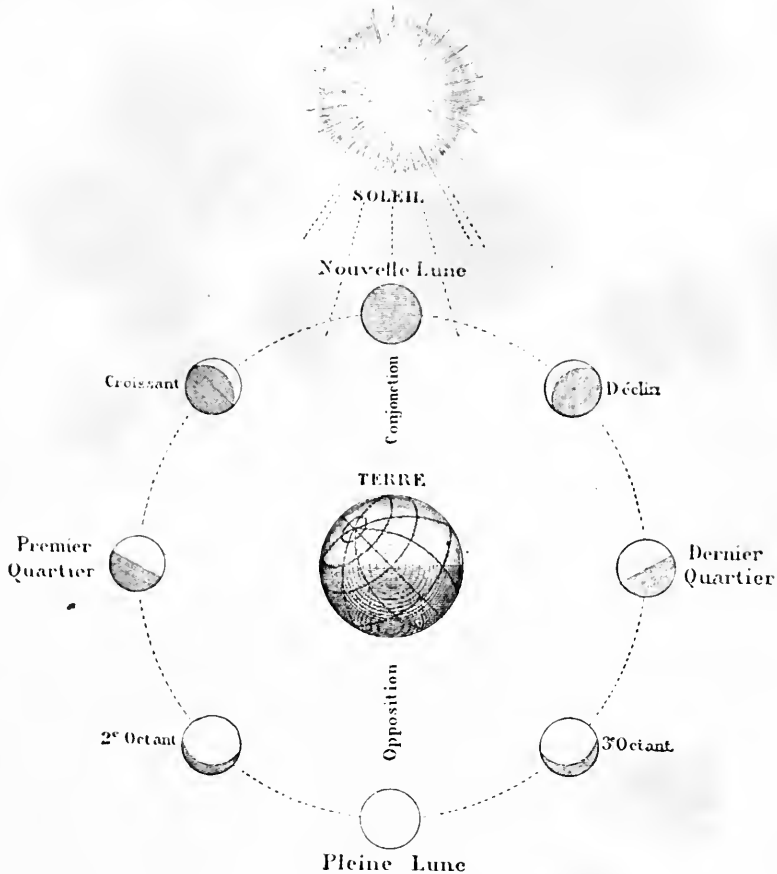 SOLEIL
Nouvelle Lune
Croissant
Déclin
Conjonction
TERRE
Premier
Quartier
Dernier
Quartier
Opposition
2e Octant
3e Octant
Pleine Lune